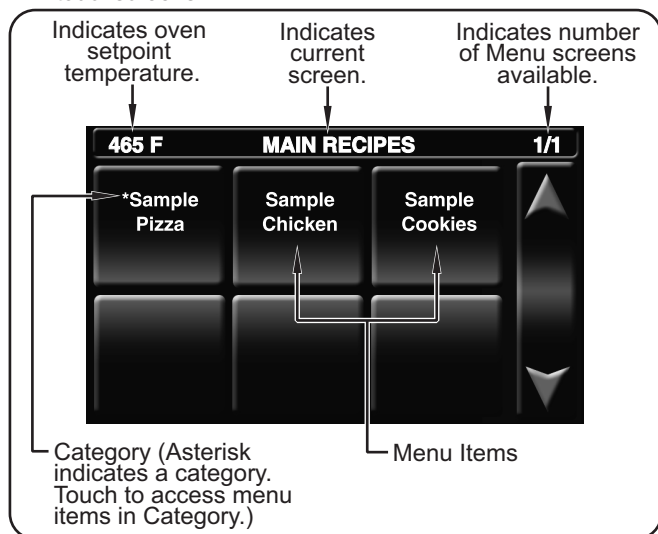 Indicates oven
setpoint
temperature.
Indicates
current
screen.
Indicates number
of Menu screens
available.
465 F
MAIN RECIPES
1/1
*Sample
Pizza
Sample
Chicken
Sample
Cookies
Category (Asterisk
indicates a category.
Touch to access menu
items in Category.)
Menu Items